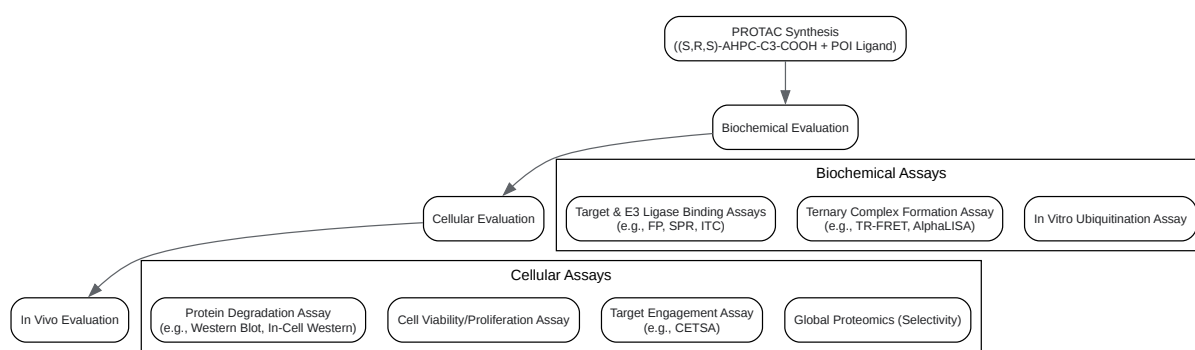 PROTAC Synthesis
((S,R,S)-AHPC-C3-COOH + POI Ligand)
Biochemical Evaluation
Biochemical Assays
Cellular Evaluation
Target & E3 Ligase Binding Assays
(e.g., FP, SPR, ITC)
Ternary Complex Formation Assay
(e.g., TR-FRET, AlphaLISA)
In Vitro Ubiquitination Assay
Cellular Assays
In Vivo Evaluation
Protein Degradation Assay
(e.g., Western Blot, In-Cell Western)
Cell Viability/Proliferation Assay
Target Engagement Assay
(e.g., CETSA)
Global Proteomics (Selectivity)